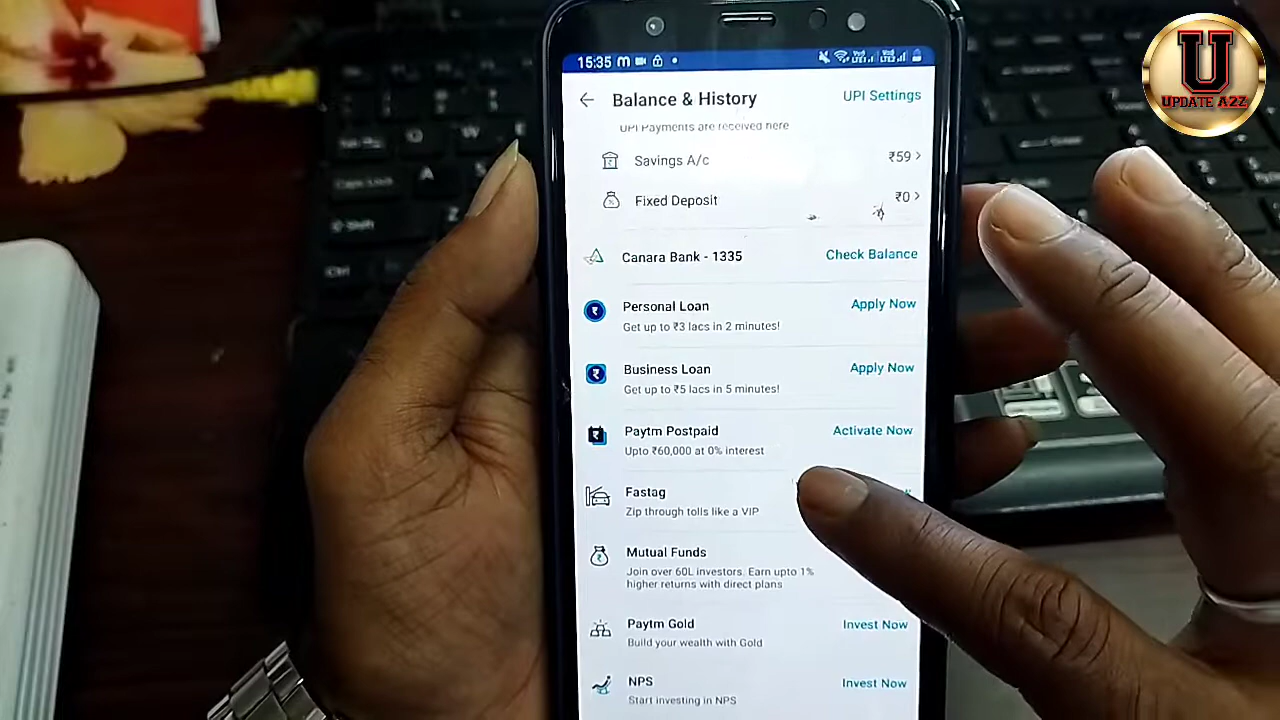 U
UPDATE A2Z
15:35
Balance & History
UPI Settings
UPI Payments are received here
Savings A/c
₹59 >
Fixed Deposit
₹0 >
Canara Bank - 1335
Check Balance
Personal Loan
Apply Now
Get up to ₹3 lacs in 2 minutes!
Business Loan
Apply Now
Get up to ₹5 lacs in 5 minutes!
Paytm Postpaid
Activate Now
Upto ₹60,000 at 0% interest
Fastag
Zip through tolls like a VIP
Mutual Funds
Join over 60L investors. Earn upto 1%
higher returns with direct plans
Paytm Gold
Invest Now
Build your wealth with Gold
NPS
Invest Now
Start investing in NPS
Caps Lock
Shift
Ctrl
Q
W
E
A
Z